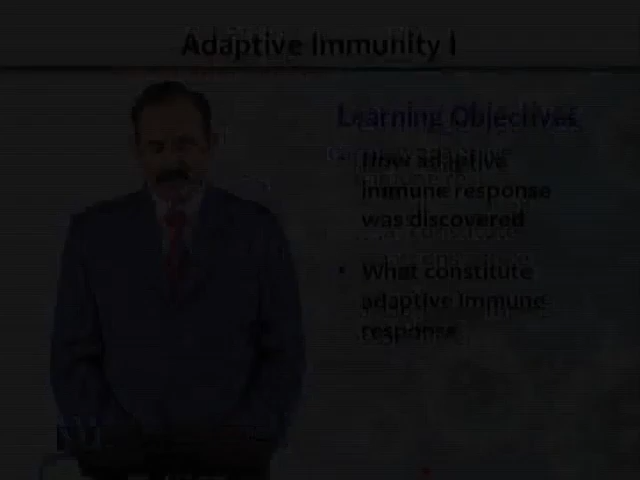 Adaptive Immunity I
Learning Objectives
How adaptive
immune response
was discovered
• What constitute
adaptive immune
response